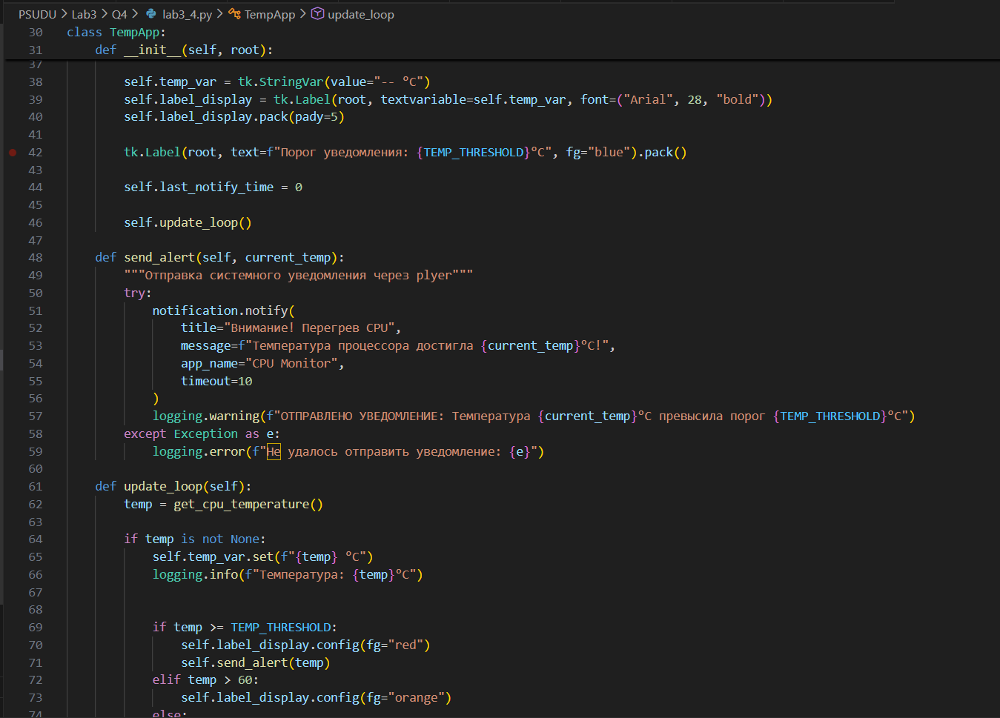 PSUDU > Lab3 > Q4 > lab3_4.py > TempApp > update_loop
30 class TempApp:
31 def __init__(self, root):
37
38 self.temp_var = tk.StringVar(value="-- °C")
39 self.label_display = tk.Label(root, textvariable=self.temp_var, font=("Arial", 28, "bold"))
40 self.label_display.pack(pady=5)
41
42 tk.Label(root, text=f"Порог уведомления: {TEMP_THRESHOLD}°C", fg="blue").pack()
43
44 self.last_notify_time = 0
45
46 self.update_loop()
47
48 def send_alert(self, current_temp):
49 """Отправка системного уведомления через plyer"""
50 try:
51 notification.notify(
52 title="Внимание! Перегрев CPU",
53 message=f"Температура процессора достигла {current_temp}°C!",
54 app_name="CPU Monitor",
55 timeout=10
56 )
57 logging.warning(f"ОТПРАВЛЕНО УВЕДОМЛЕНИЕ: Температура {current_temp}°C превысила порог {TEMP_THRESHOLD}°C")
58 except Exception as e:
59 logging.error(f"Не удалось отправить уведомление: {e}")
60
61 def update_loop(self):
62 temp = get_cpu_temperature()
63
64 if temp is not None:
65 self.temp_var.set(f"{temp} °C")
66 logging.info(f"Температура: {temp}°C")
67
68
69 if temp >= TEMP_THRESHOLD:
70 self.label_display.config(fg="red")
71 self.send_alert(temp)
72 elif temp > 60:
73 self.label_display.config(fg="orange")
74 else: